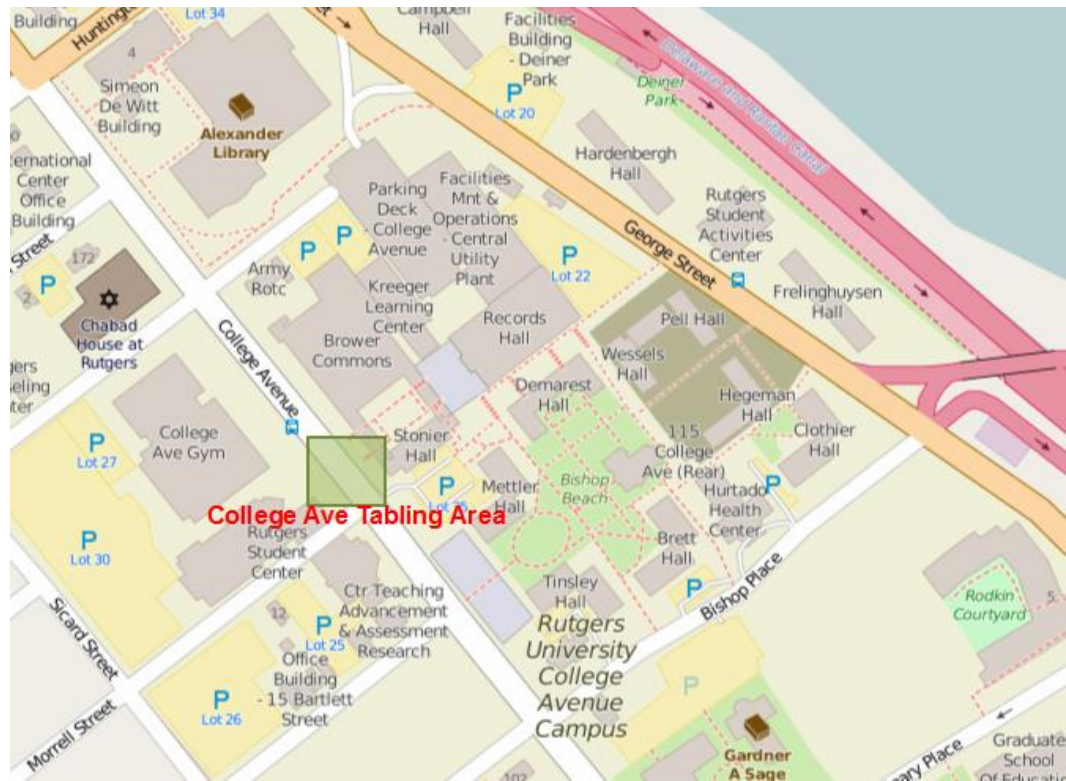 Building
Lot 34
Campbell
Hall
Facilities
Building
- Deiner
Park
4
Simeon
De Witt
Building
Alexander
Library
P
Lot 20
Deiner
Park
Delaware and Raritan Canal
Hardenbergh
Hall
Center
Office
Building
Street
172
2
P
Chabad
House at
Rutgers
Parking
Deck -
College
Avenue
Facilities
Mnt &
Operations
- Central
Utility
Plant
P
P
Army
Rotc
P
Lot 22
George Street
Rutgers
Student
Activities
Center
Frelinghuysen
Hall
Kreeger
Learning
Center
Records
Hall
Brower
Commons
Pell Hall
Wessels
Hall
Hegeman
Hall
Demarest
Hall
College Avenue
College
Ave Gym
P
Lot 27
Stonier
Hall
P
Mettler
Hall
Bishop
Beach
115
College
Ave (Rear)
Clothier
Hall
P
Hurtado
Health
Center
College Ave Tabling Area
P
Lot 30
Rutgers
Student
Center
Brett
Hall
P
Bishop Place
Tinsley
Hall
Ctr Teaching
Advancement
& Assessment
Research
12
P
Lot 25
Sicard Street
Office
Building
- 15 Bartlett
Street
P
Lot 26
Morrell Street
Rutgers
University
College
Avenue
Campus
Rodkin
Courtyard
5
P
Gardner
A Sage
Graduate
School
102